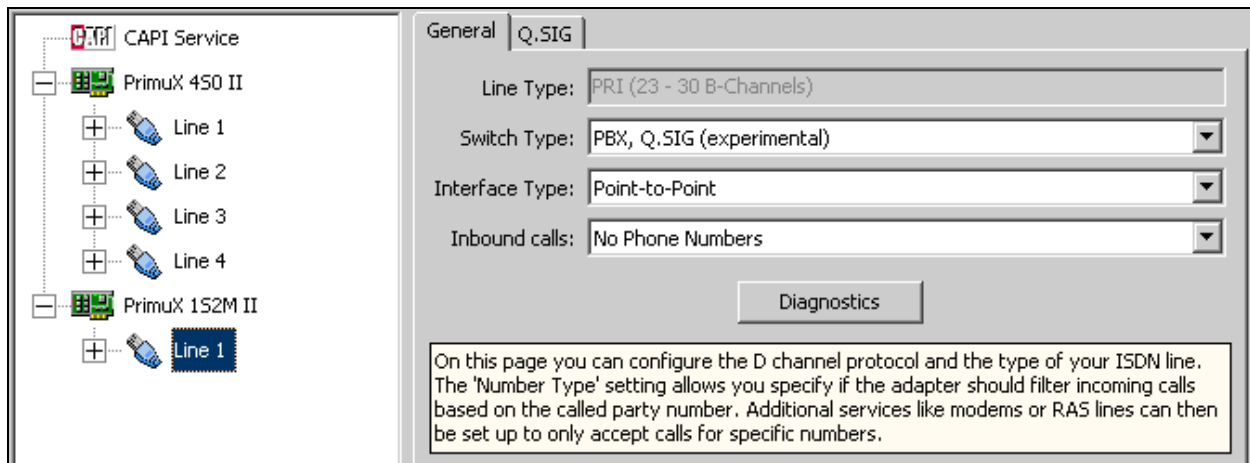 CAPI CAPI Service
PrimuX 4S0 II
Line 1
Line 2
Line 3
Line 4
PrimuX 1S2M II
Line 1
General Q.SIG
Line Type: PRI (23 - 30 B-Channels)
Switch Type: PBX, Q.SIG (experimental)
Interface Type: Point-to-Point
Inbound calls: No Phone Numbers
Diagnostics
On this page you can configure the D channel protocol and the type of your ISDN line.
The 'Number Type' setting allows you specify if the adapter should filter incoming calls
based on the called party number. Additional services like modems or RAS lines can then
be set up to only accept calls for specific numbers.